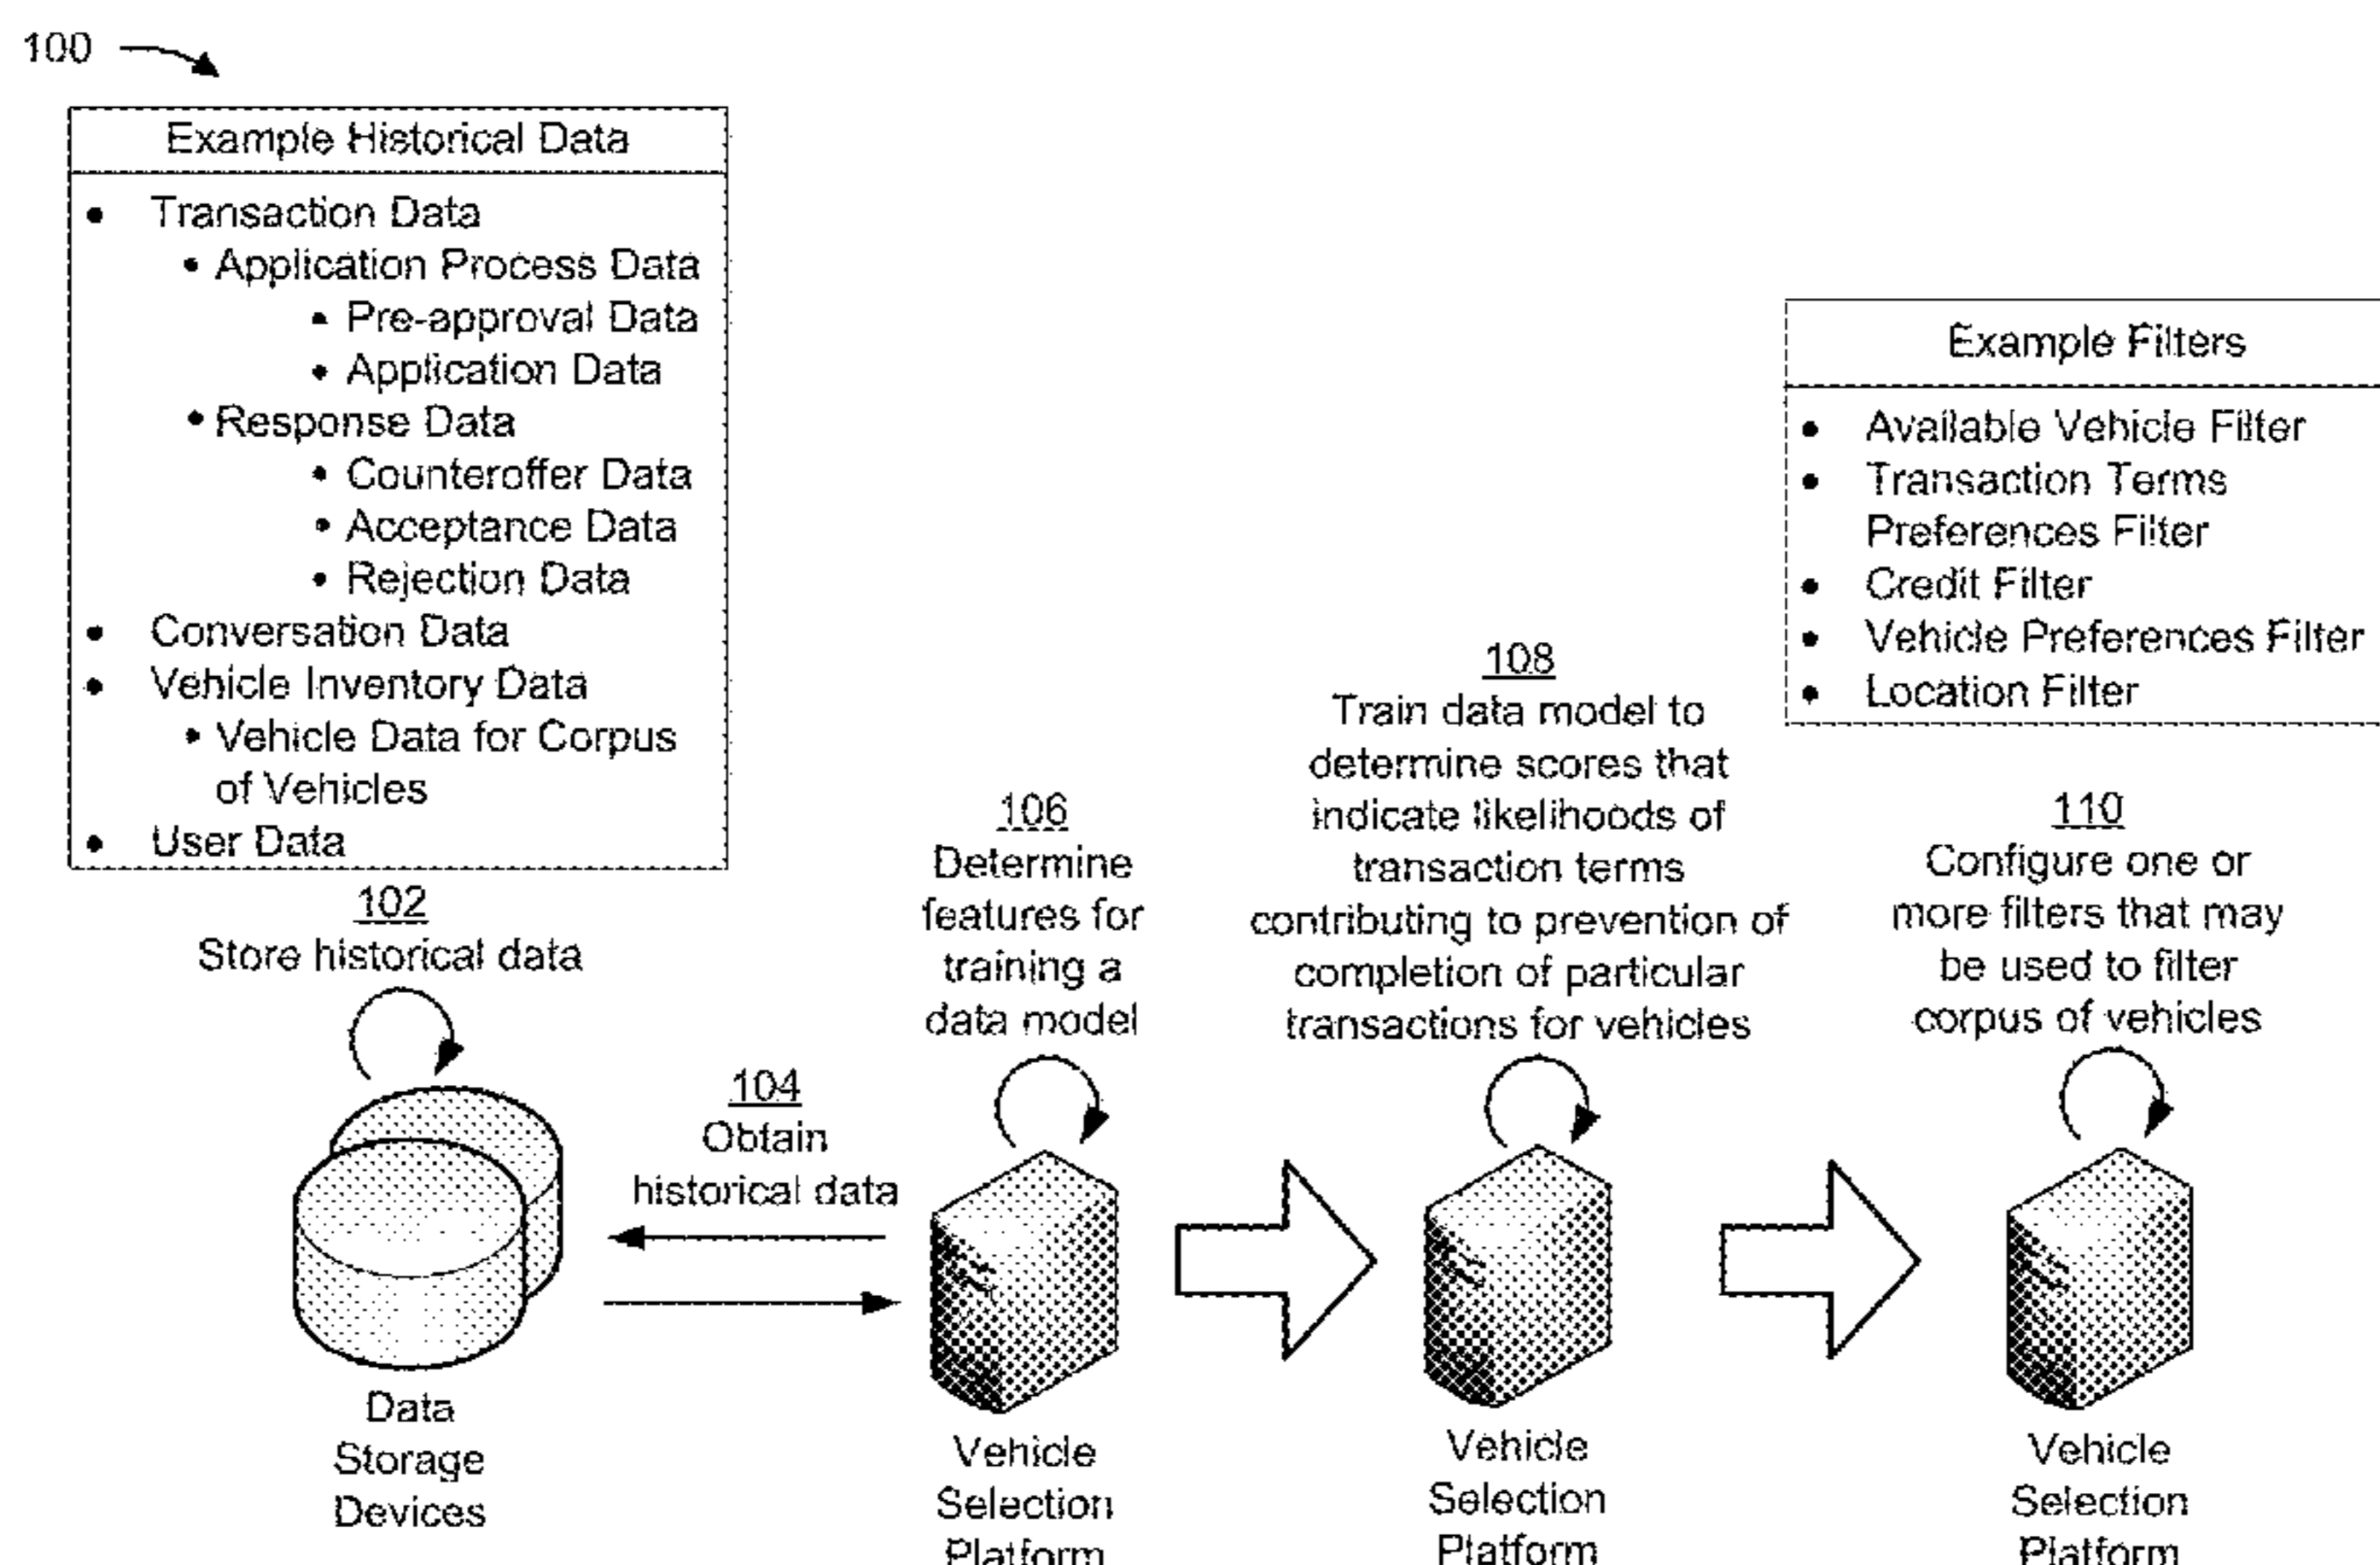 100
Example Historical Data
• Transaction Data
• Application Process Data
• Pre-approval Data
• Application Data
• Response Data
• Counteroffer Data
• Acceptance Data
• Rejection Data
• Conversation Data
• Vehicle Inventory Data
• Vehicle Data for Corpus
of Vehicles
• User Data
102
Store historical data
Data
Storage
Devices
104
Obtain
historical data
106
Determine
features for
training a
data model
Vehicle
Selection
Platform
108
Train data model to
determine scores that
indicate likelihoods of
transaction terms
contributing to prevention of
completion of particular
transactions for vehicles
Vehicle
Selection
Platform
Example Filters
• Available Vehicle Filter
• Transaction Terms
Preferences Filter
• Credit Filter
• Vehicle Preferences Filter
• Location Filter
110
Configure one or
more filters that may
be used to filter
corpus of vehicles
Vehicle
Selection
Platform